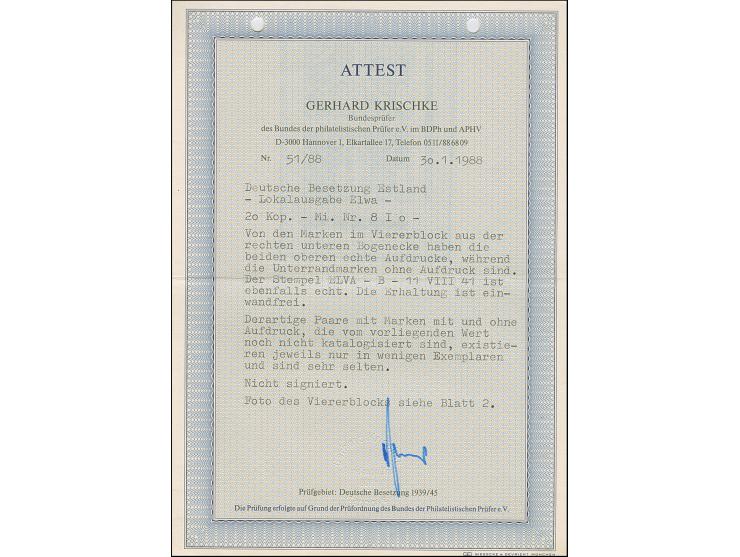 ATTEST
GERHARD KRISCHKE
Bundesprüfer
des Bundes der philatelistischen Prüfer e.V. im BDPh und APHV
D-3000 Hannover 1, Elkartallee 17, Telefon 0511/886809
Nr. 51/88 Datum 3o.1.1988
Deutsche Besetzung Estland
- Lokalausgabe Elwa -
2o Kop. - Mi. Nr. 8 I o -
Von den Marken im Viererblock aus der
rechten unteren Bogenecke haben die
beiden oberen echte Aufdrucke, während
die Unterrandmarken ohne Aufdruck sind.
Der Stempel ELVA - B - 11 VIII 41 ist
ebenfalls echt. Die Erhaltung ist ein-
wandfrei.
Derartige Paare mit Marken mit und ohne
Aufdruck, die vom vorliegenden Wert
noch nicht katalogisiert sind, existie-
ren jeweils nur in wenigen Exemplaren
und sind sehr selten.
Nicht signiert.
Foto des Viererblocks siehe Blatt 2.
Prüfgebiet: Deutsche Besetzung 1939/45
Die Prüfung erfolgte auf Grund der Prüfordnung des Bundes der Philatelistischen Prüfer e.V.
GIESECKE & DEVRIENT MÜNCHEN